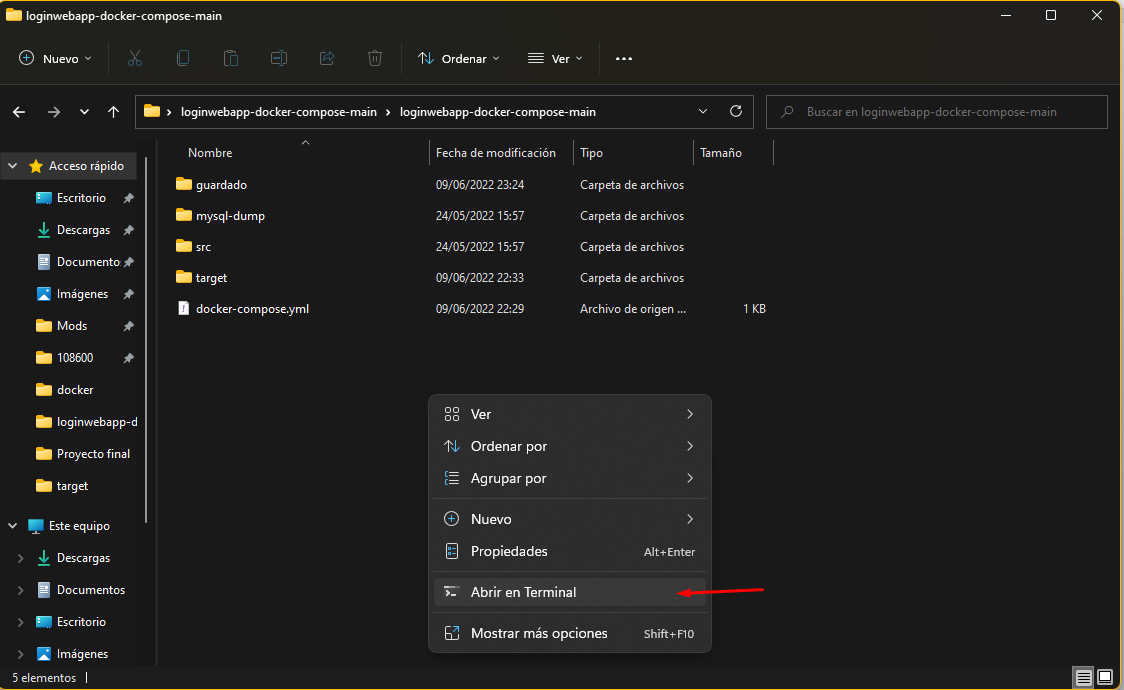 loginwebapp-docker-compose-main
Nuevo Ordenar Ver
loginwebapp-docker-compose-main loginwebapp-docker-compose-main Buscar en loginwebapp-docker-compose-main
Nombre Fecha de modificación Tipo Tamaño
Acceso rápido
Escritorio
Descargas
Documento
Imágenes
Mods
108600
docker
loginwebapp-d
Proyecto final
target
Este equipo
Descargas
Documentos
Escritorio
Imágenes
guardado 09/06/2022 23:24 Carpeta de archivos
mysql-dump 24/05/2022 15:57 Carpeta de archivos
src 24/05/2022 15:57 Carpeta de archivos
target 09/06/2022 22:33 Carpeta de archivos
docker-compose.yml 09/06/2022 22:29 Archivo de origen ... 1 KB
Ver
Ordenar por
Agrupar por
Nuevo
Propiedades Alt+Enter
Abrir en Terminal
Mostrar más opciones Shift+F10
5 elementos